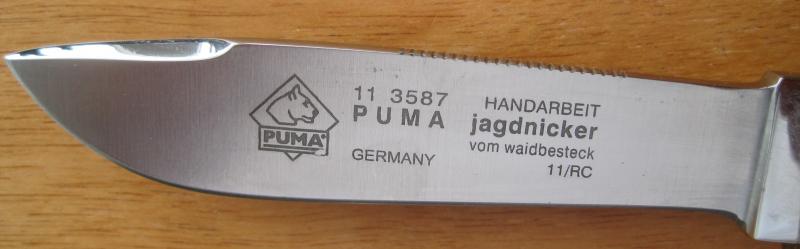 PUMA
11 3587
PUMA
GERMANY
HANDARBEIT
jagdnicker
vom waidbesteck
11/RC